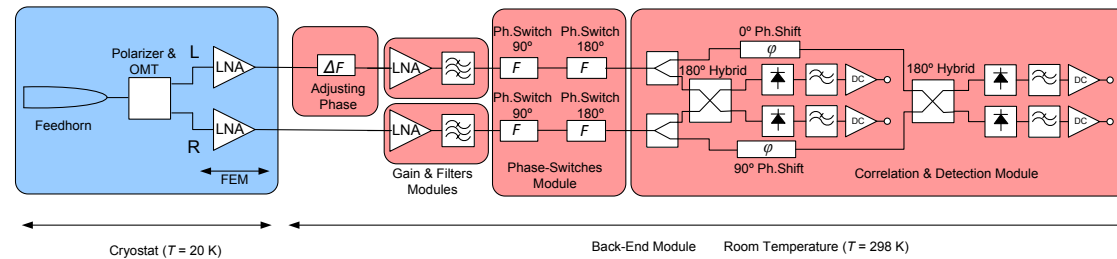 Polarizer &
OMT
L
R
Feedhorn
LNA
LNA
FEM
ΔF
Adjusting
Phase
LNA
LNA
Gain & Filters
Modules
Ph.Switch
90º
Ph.Switch
180º
F
F
Ph.Switch
90º
Ph.Switch
180º
F
F
Phase-Switches
Module
0º Ph.Shift
φ
180º Hybrid
DC
DC
φ
90º Ph.Shift
180º Hybrid
DC
DC
Correlation & Detection Module
Cryostat (T = 20 K)
Back-End Module Room Temperature (T = 298 K)